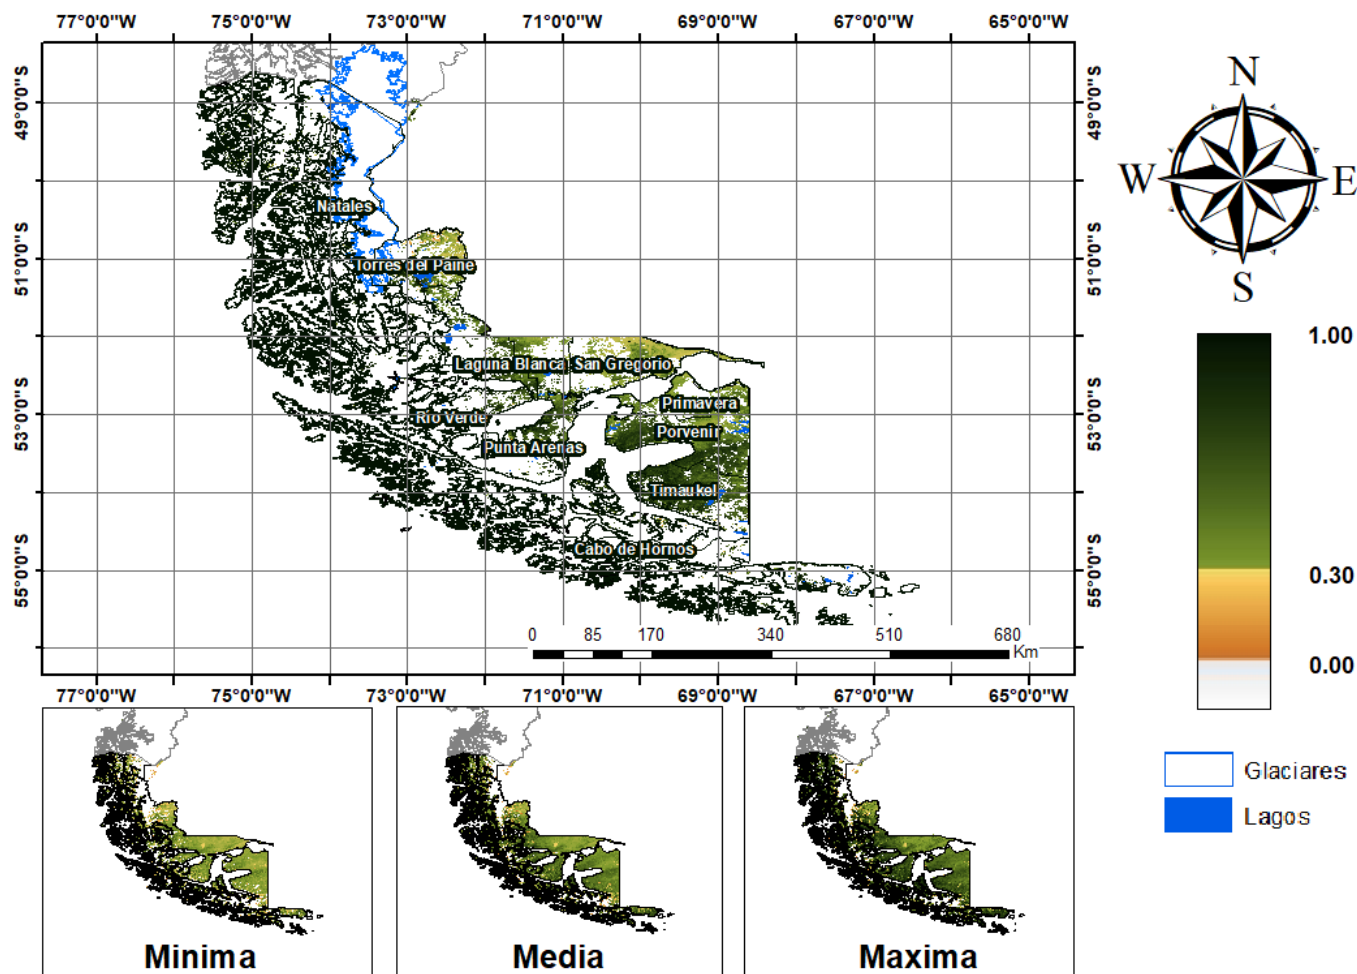 77°0'0"W 75°0'0"W 73°0'0"W 71°0'0"W 69°0'0"W 67°0'0"W 65°0'0"W
49°0'0"S 49°0'0"S
Natales
51°0'0"S 51°0'0"S
Torres del Paine
Laguna Blanca San Gregorio
Primavera
53°0'0"S 53°0'0"S
Rio Verde
Porvenir
Punta Arenas
Timaukel
Cabo de Hornos
55°0'0"S 55°0'0"S
0 85 170 340 510 680
Km
77°0'0"W 75°0'0"W 73°0'0"W 71°0'0"W 69°0'0"W 67°0'0"W 65°0'0"W
N
W E
S
1.00
0.30
0.00
Glaciares
Lagos
Minima Media Maxima